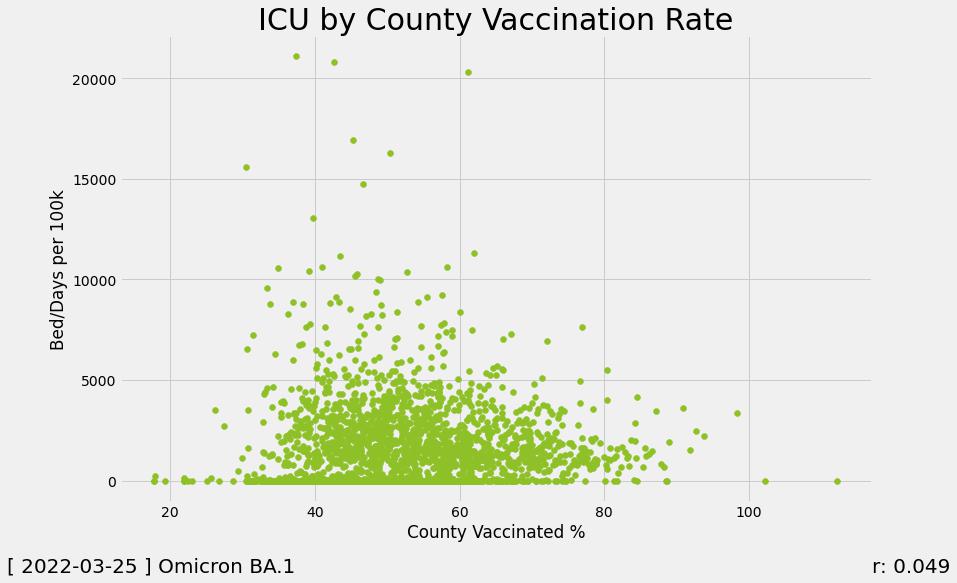 ICU by County Vaccination Rate
20000
15000
10000
5000
0
Bed/Days per 100k
20 40 60 80 100
County Vaccinated %
[ 2022-03-25 ] Omicron BA.1 r: 0.049